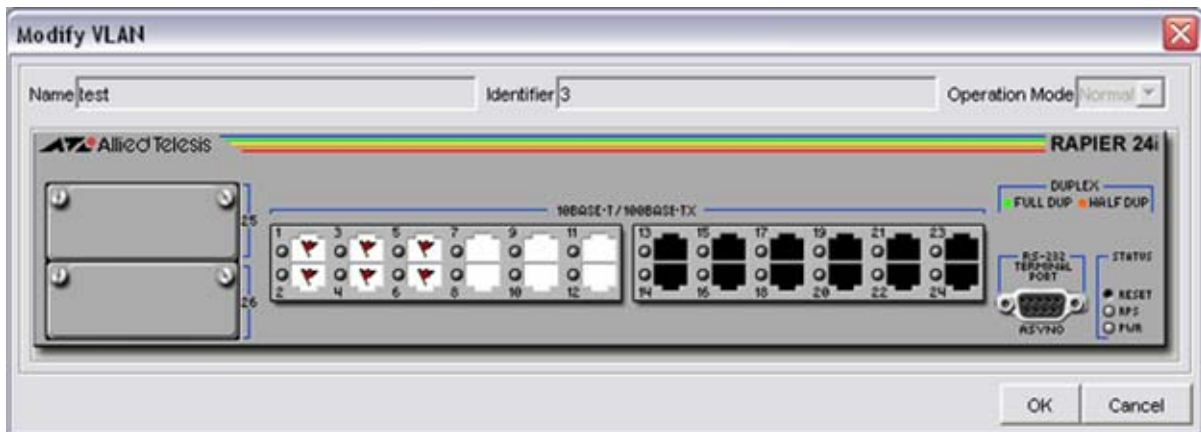 Modify VLAN
Name test Identifier 3 Operation Mode Normal
Allied Telesis RAPIER 24i
DUPLEX
FULL DUP HALF DUP
10BASE-T/100BASE-TX
25
1 3 5 7 9 11 13 15 17 19 21 23
RS-232
TERMINAL
PORT
STATUS
2 4 6 8 10 12 14 16 18 20 22 24
26
RESET
RPS
PWR
ASYN0
OK Cancel